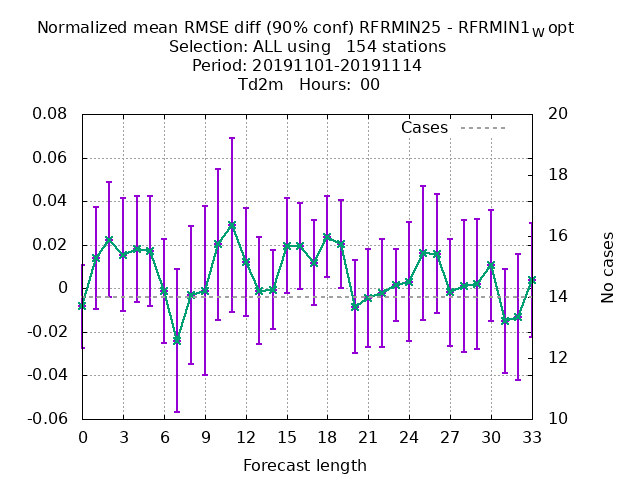 Normalized mean RMSE diff (90% conf) RFRMIN25 - RFRMIN1wopt
Selection: ALL using 154 stations
Period: 20191101-20191114
Td2m Hours: 00
Cases
0.08
0.06
0.04
0.02
0
-0.02
-0.04
-0.06
20
18
16
14
12
10
No cases
0 3 6 9 12 15 18 21 24 27 30 33
Forecast length